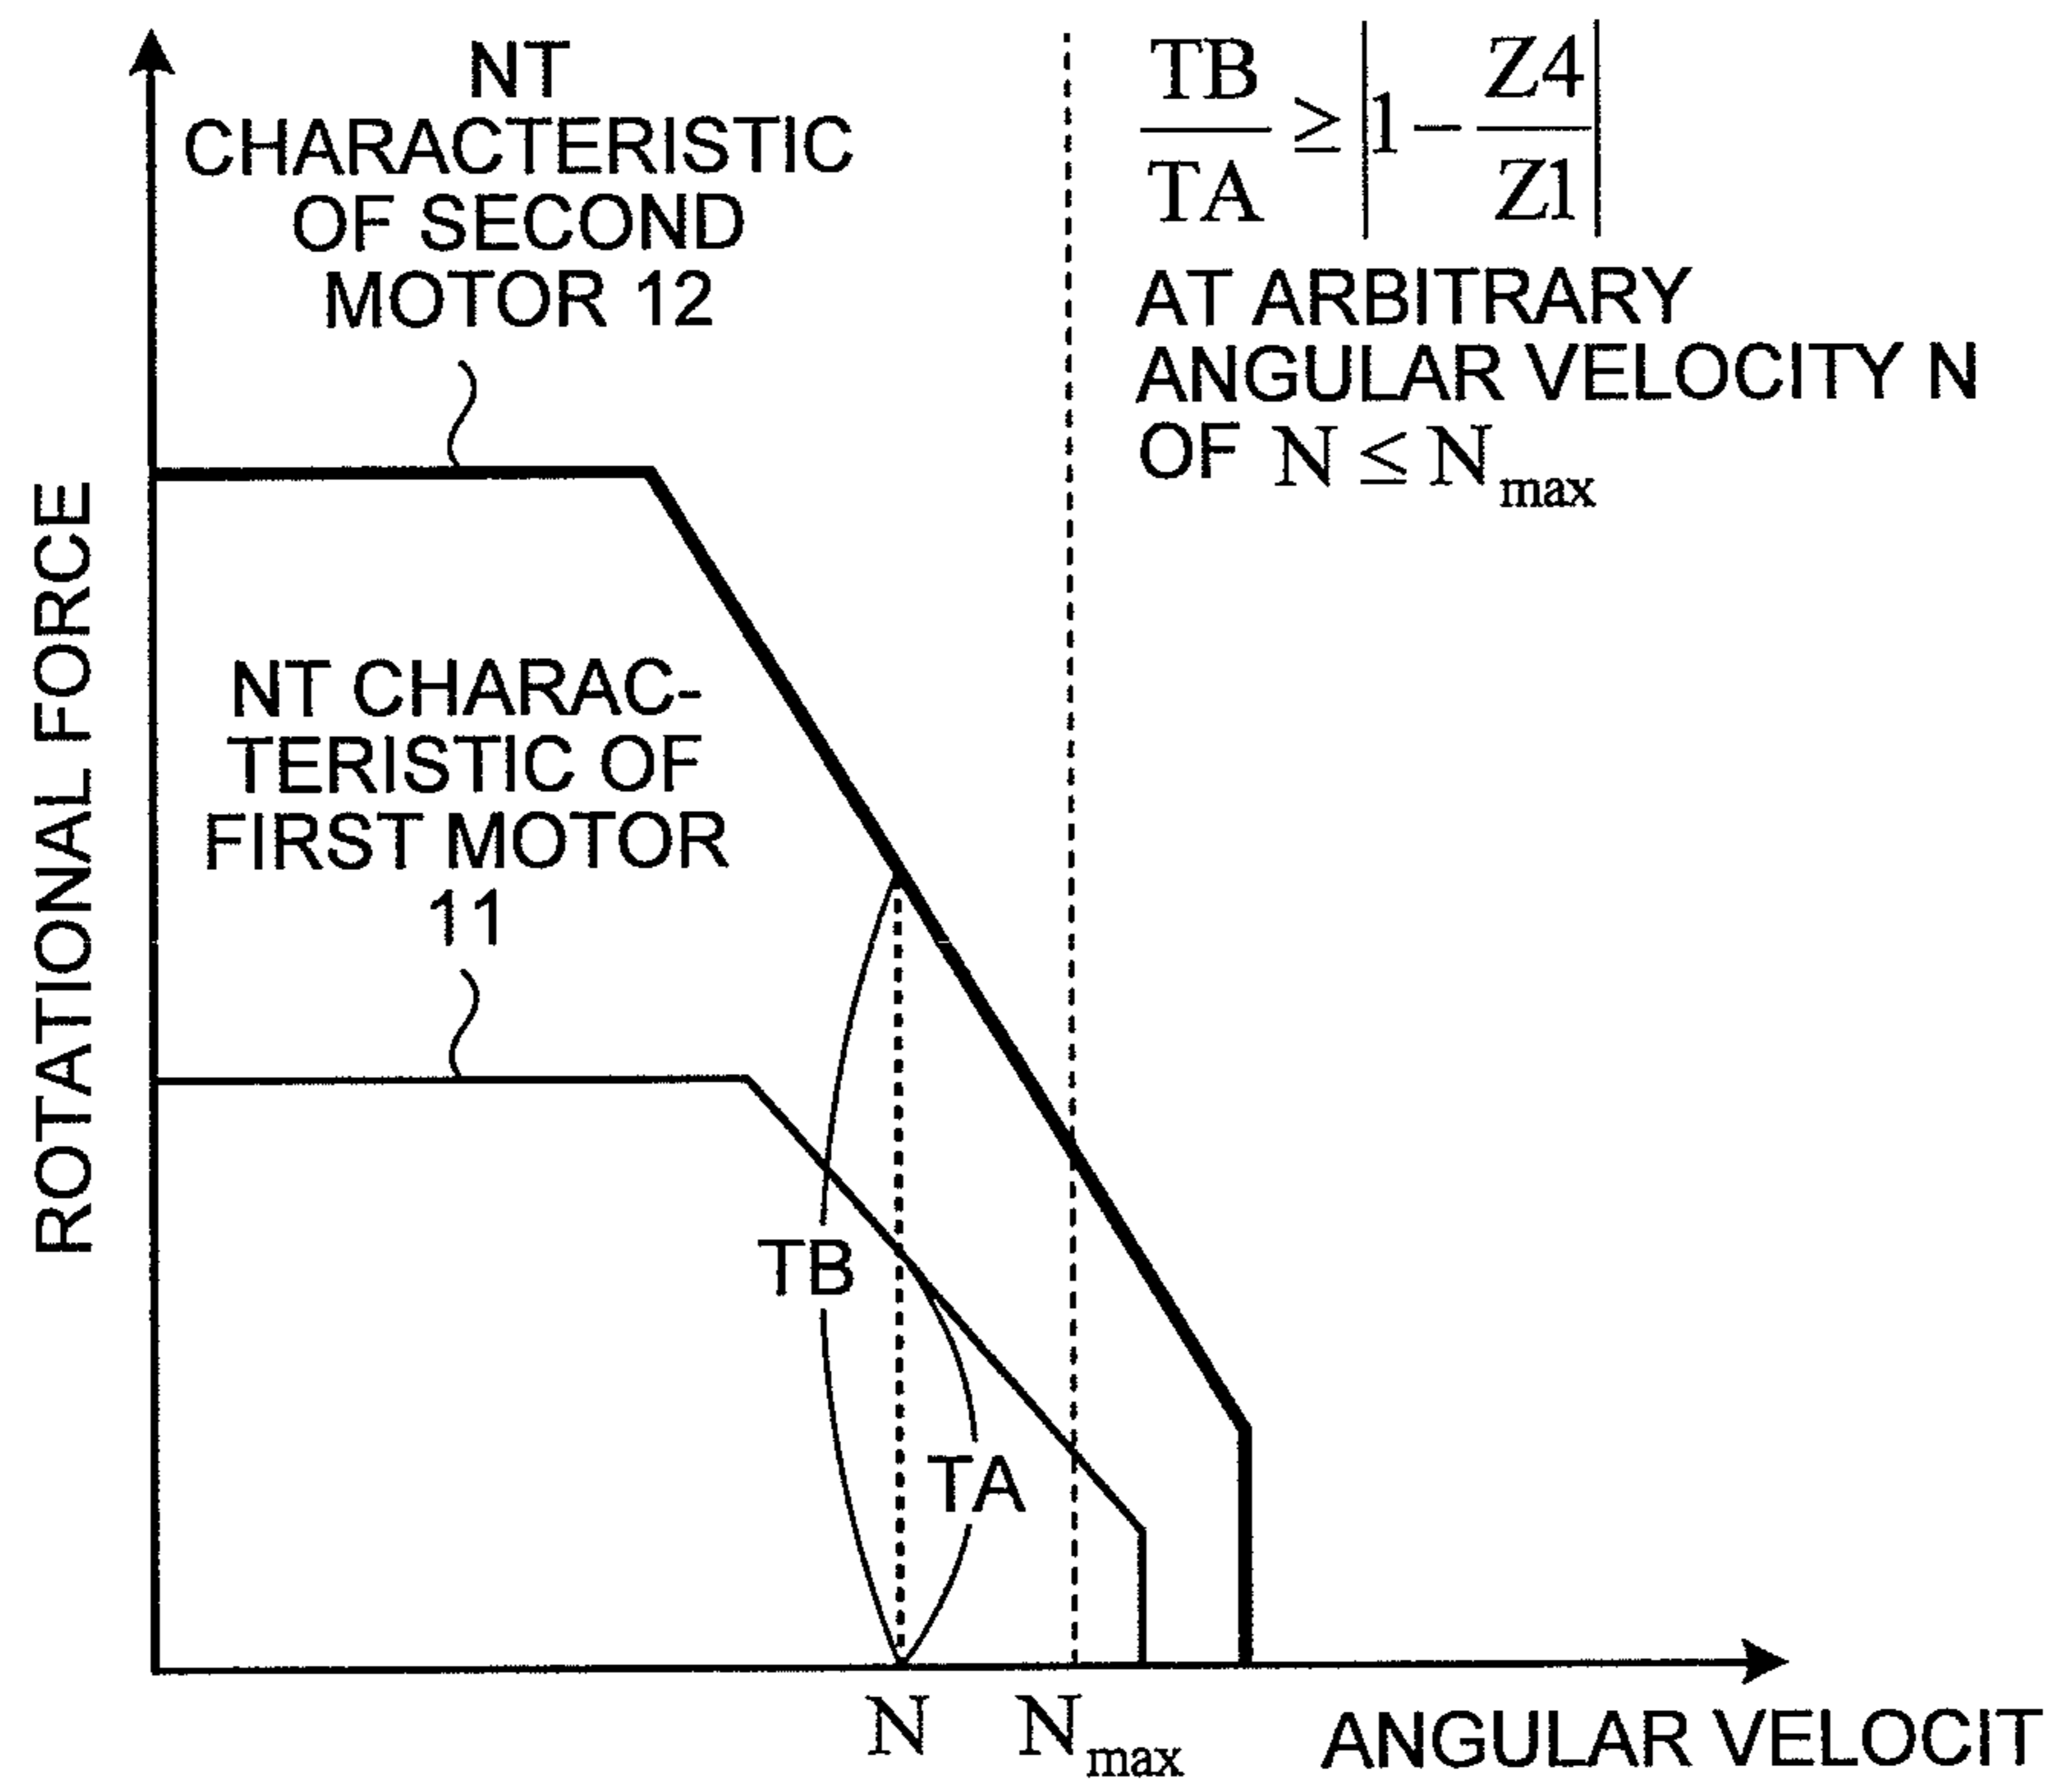 NT
CHARACTERISTIC
OF SECOND
MOTOR 12
TB/TA ≥ |1 - Z4/Z1|
AT ARBITRARY
ANGULAR VELOCITY N
OF N ≤ Nmax
ROTATIONAL FORCE
NT CHARAC-
TERISTIC OF
FIRST MOTOR
11
TB
TA
N
Nmax
ANGULAR VELOCIT